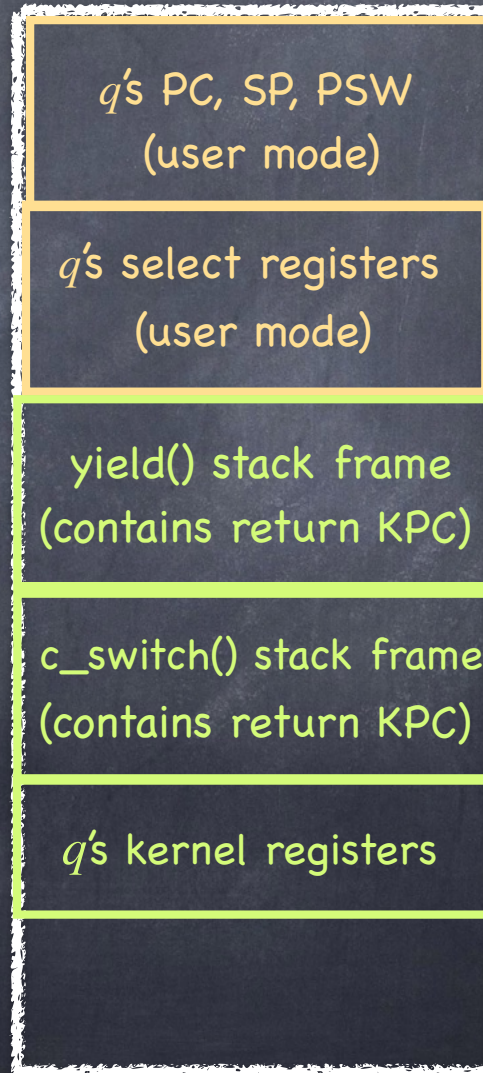 q's PC, SP, PSW
(user mode)
q's select registers
(user mode)
yield() stack frame
(contains return KPC)
c_switch() stack frame
(contains return KPC)
q's kernel registers